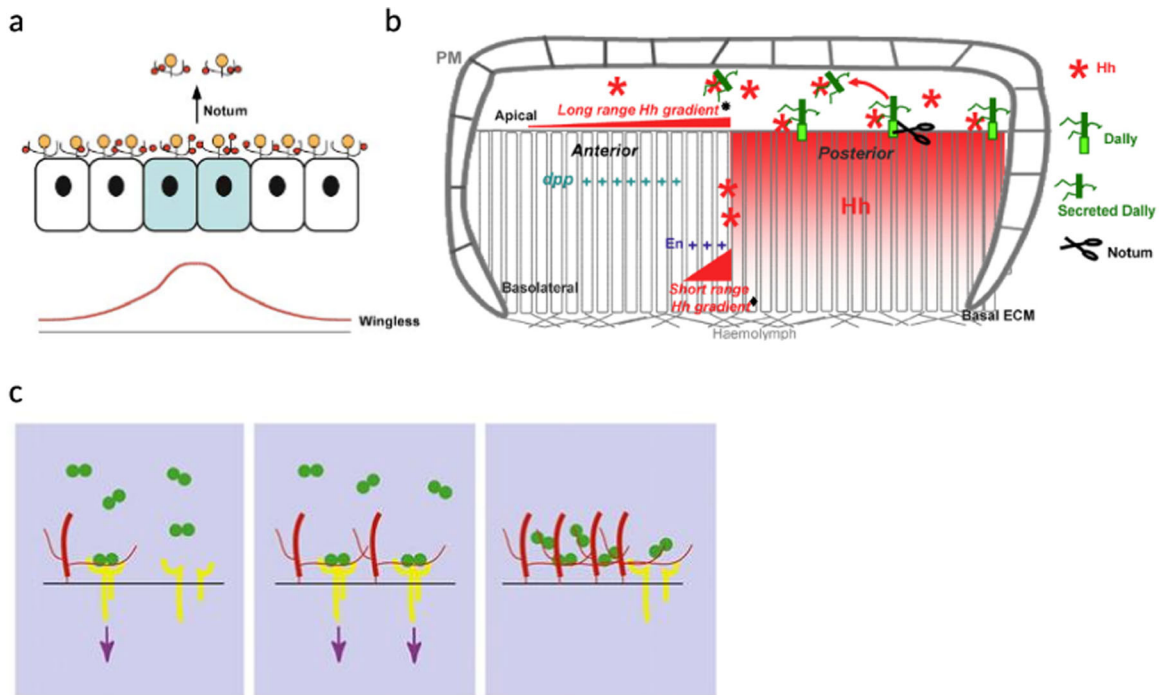 a
Notum
Wingless
b
PM
Apical
Long range Hh gradient
Anterior
Posterior
dpp + + + + + + +
Hh
En + + +
Basolateral
Short range
Hh gradient
Basal ECM
Haemolymph
Hh
Dally
Secreted Dally
Notum
c